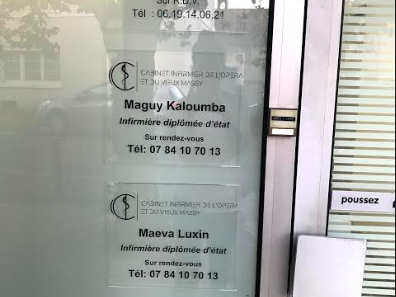 Sur R.D.V.
Tél : 06.19.14.06.21
CABINET INFIRMIER DE L'OPERA
ET DU VIEUX MASSY
Maguy Kaloumba
Infirmière diplômée d'état
Sur rendez-vous
Tél: 07 84 10 70 13
CABINET INFIRMIER DE L'OPERA
ET DU VIEUX MASSY
Maeva Luxin
Infirmière diplômée d'état
Sur rendez-vous
Tél: 07 84 10 70 13
poussez